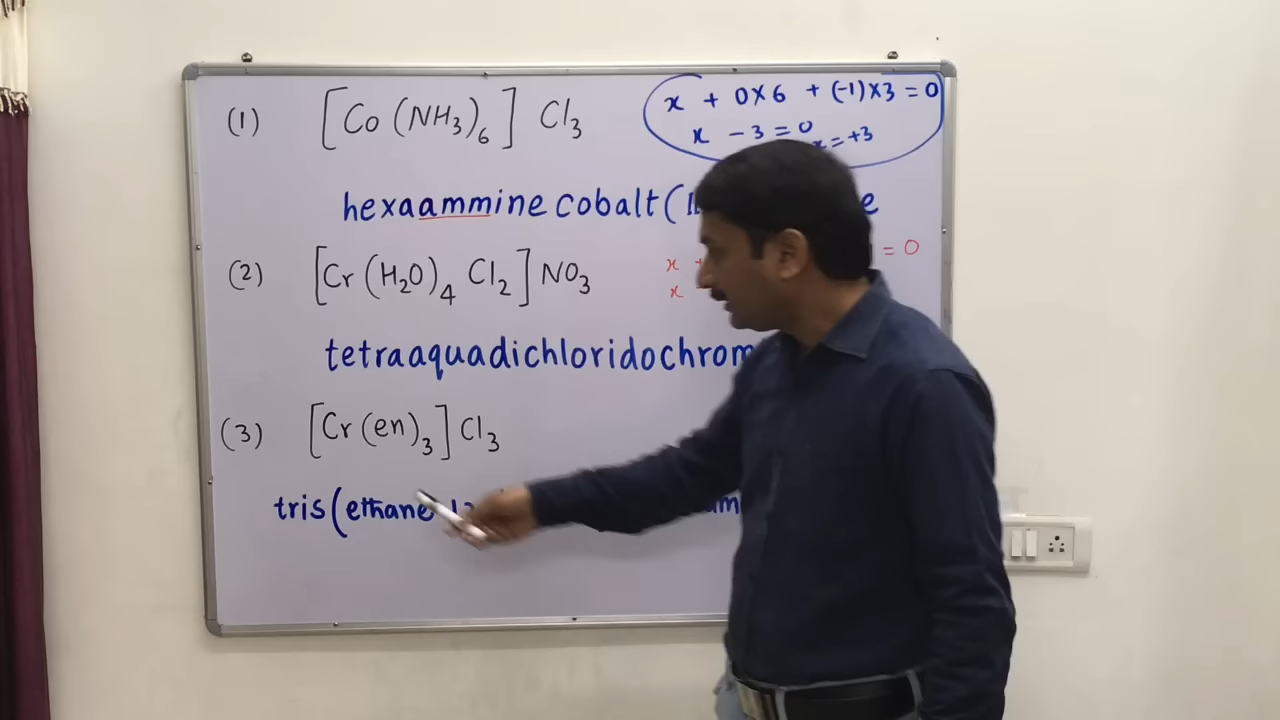 (1) [Co(NH₃)₆] Cl₃
x + 0×6 + (-1)×3 = 0
x - 3 = 0
x = +3
hexaammine cobalt(
(2) [Cr(H₂O)₄ Cl₂] NO₃
x = 0
x
tetraaquadichloridochrom
(3) [Cr(en)₃]Cl₃
tris(ethane